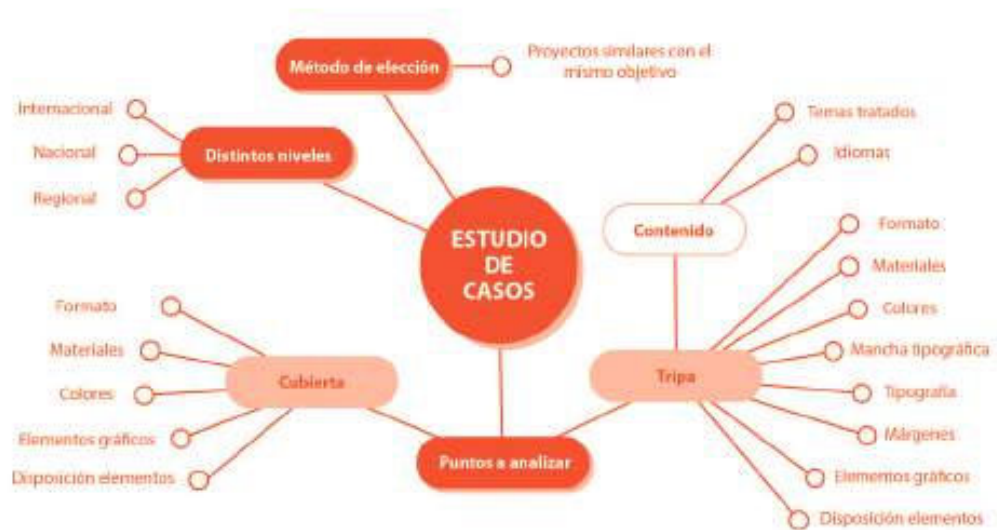 Método de elección
Proyectos similares con el
mismo objetivo
Internacional
Nacional
Regional
Distintos niveles
Temas tratados
Idiomas
Contenido
ESTUDIO
DE
CASOS
Formato
Materiales
Colores
Elementos gráficos
Disposición elementos
Cubierta
Puntos a analizar
Tripa
Formato
Materiales
Colores
Mancha tipográfica
Tipografía
Márgenes
Elementos gráficos
Disposición elementos